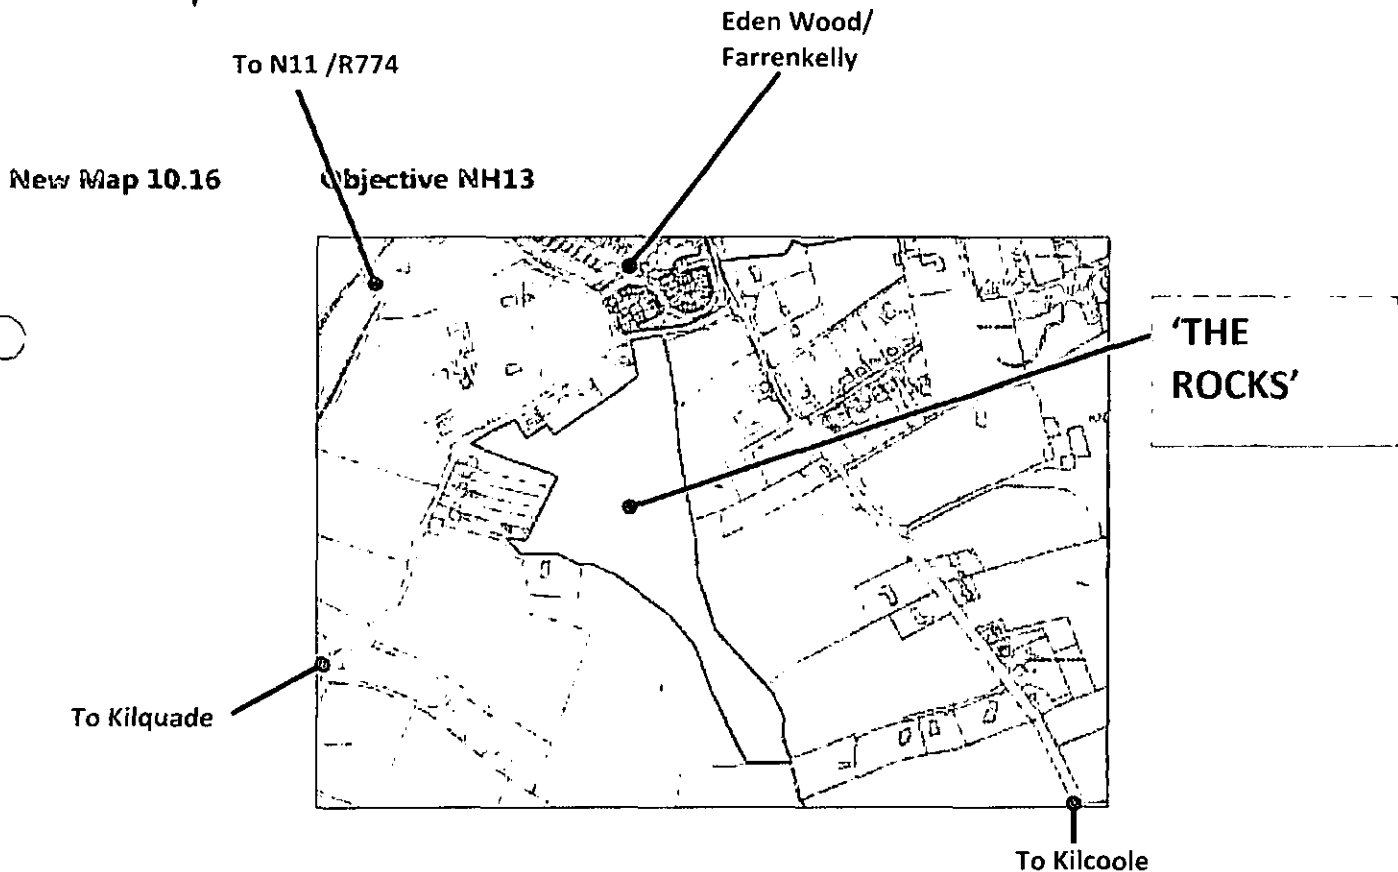 Eden Wood/
Farrenkelly
To N11 /R774
New Map 10.16 Objective NH13
‘THE
ROCKS’
To Kilquade
To Kilcoole